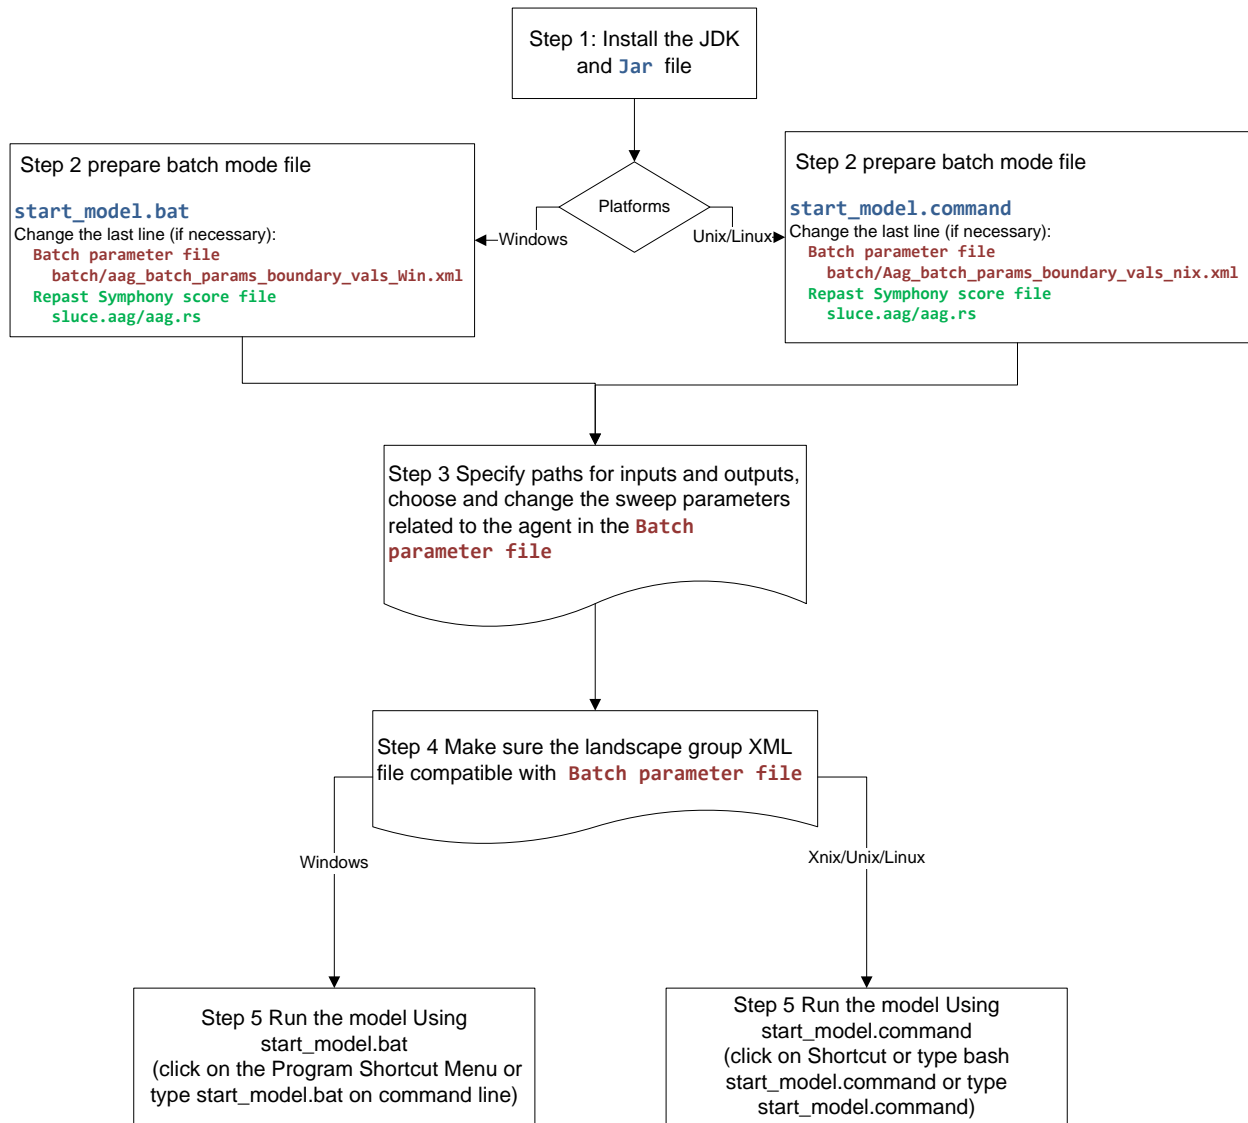 Step 1: Install the JDK
and Jar file
Platforms
Windows
Unix/Linux
Step 2 prepare batch mode file
start_model.bat
Change the last line (if necessary):
Batch parameter file
batch/aag_batch_params_boundary_vals_Win.xml
Repast Symphony score file
sluce.aag/aag.rs
Step 2 prepare batch mode file
start_model.command
Change the last line (if necessary):
Batch parameter file
batch/Aag_batch_params_boundary_vals_nix.xml
Repast Symphony score file
sluce.aag/aag.rs
Step 3 Specify paths for inputs and outputs,
choose and change the sweep parameters
related to the agent in the Batch
parameter file
Step 4 Make sure the landscape group XML
file compatible with Batch parameter file
Windows
Xnix/Unix/Linux
Step 5 Run the model Using
start_model.bat
(click on the Program Shortcut Menu or
type start_model.bat on command line)
Step 5 Run the model Using
start_model.command
(click on Shortcut or type bash
start_model.command or type
start_model.command)